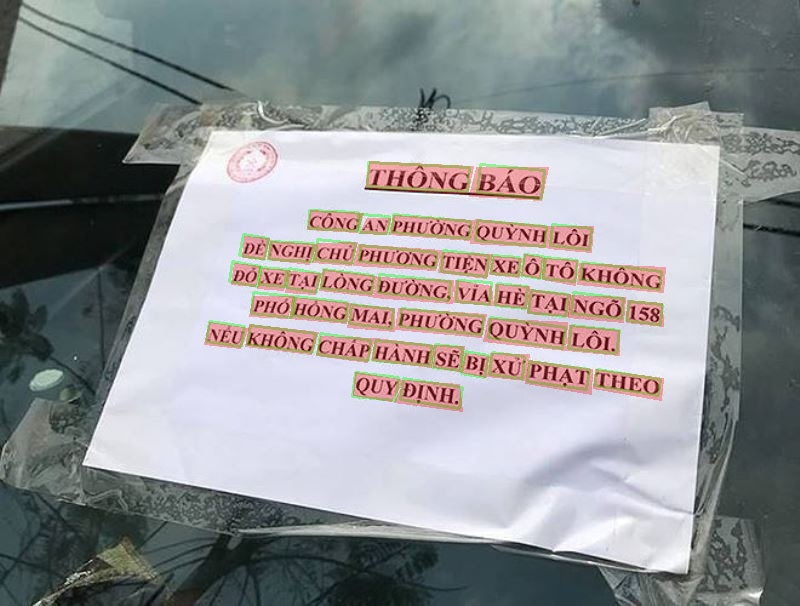 THÔNG BÁO
CÔNG AN PHƯỜNG QUỲNH LÔI
ĐỀ NGHỊ CHỦ PHƯƠNG TIỆN XE Ô TÔ KHÔNG
ĐỖ XE TẠI LÒNG ĐƯỜNG, VỈA HÈ TẠI NGÕ 158
PHỐ HỒNG MAI, PHƯỜNG QUỲNH LÔI.
NẾU KHÔNG CHẤP HÀNH SẼ BỊ XỬ PHẠT THEO
QUY ĐỊNH.